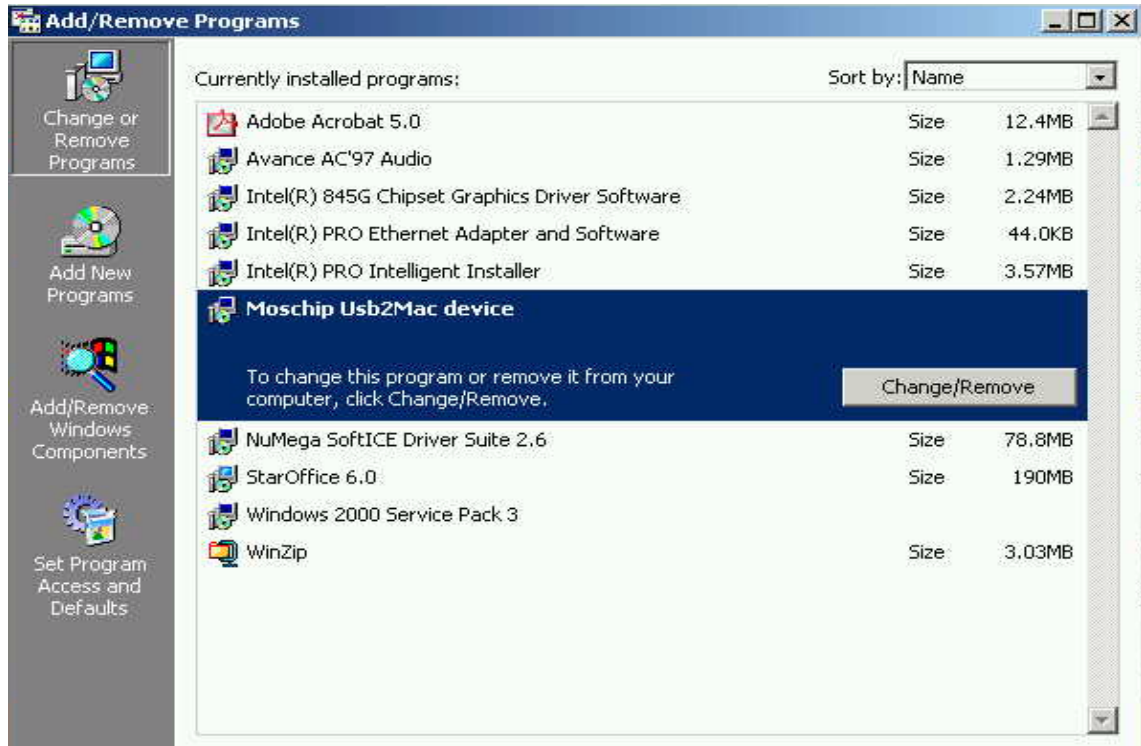 Add/Remove Programs
Change or
Remove
Programs
Add New
Programs
Add/Remove
Windows
Components
Set Program
Access and
Defaults
Currently installed programs:
Sort by: Name
Adobe Acrobat 5.0 Size 12.4MB
Avance AC'97 Audio Size 1.29MB
Intel(R) 845G Chipset Graphics Driver Software Size 2.24MB
Intel(R) PRO Ethernet Adapter and Software Size 44.0KB
Intel(R) PRO Intelligent Installer Size 3.57MB
Moschip Usb2Mac device
To change this program or remove it from your
computer, click Change/Remove.
Change/Remove
NuMega SoftICE Driver Suite 2.6 Size 78.8MB
StarOffice 6.0 Size 190MB
Windows 2000 Service Pack 3
WinZip Size 3.03MB